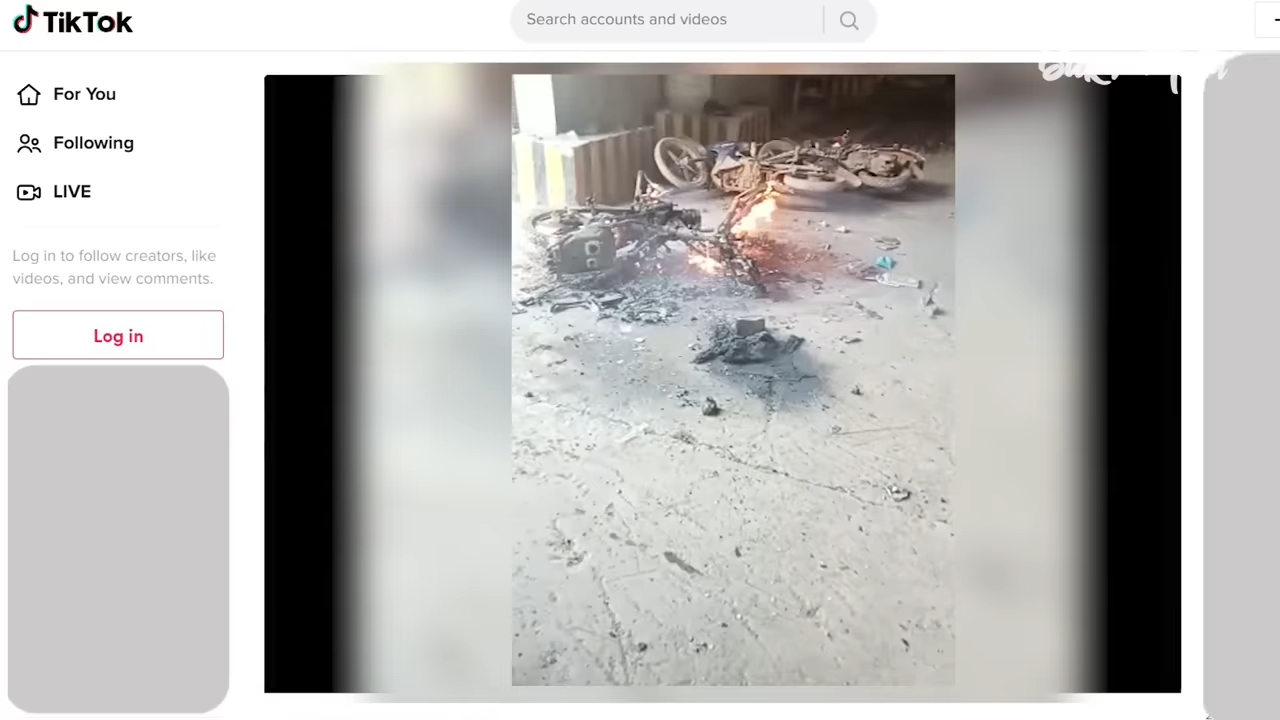 TikTok
Search accounts and videos
For You
Following
LIVE
Log in to follow creators, like
videos, and view comments.
Log in